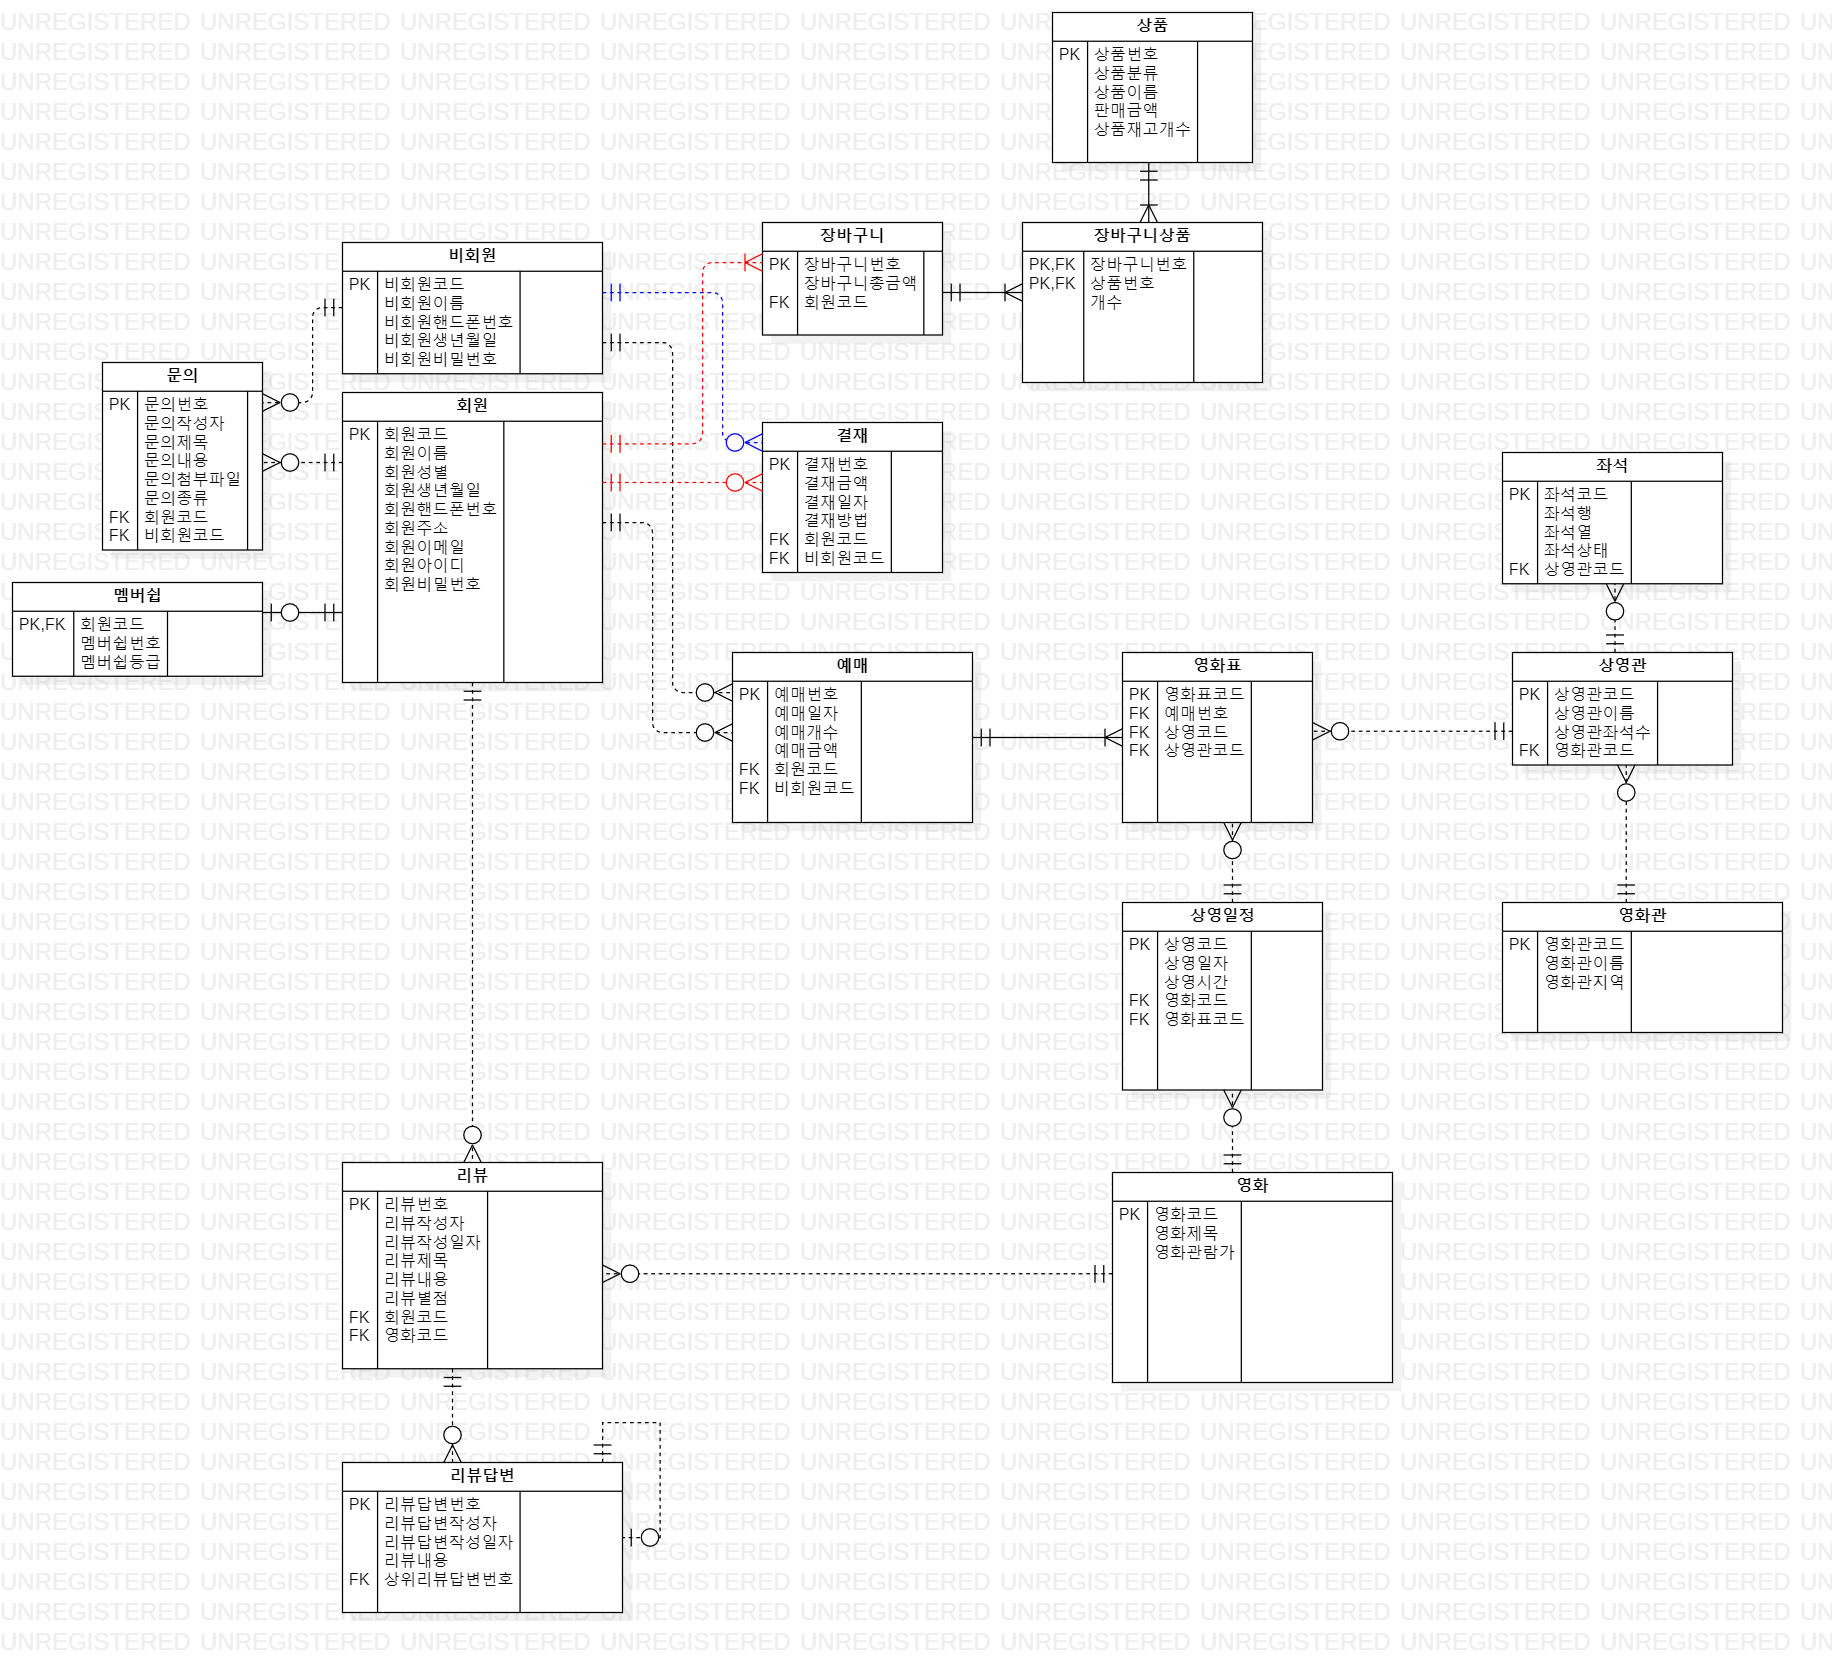 상품
PK 상품번호
상품분류
상품이름
판매금액
상품재고개수
비회원
PK 비회원코드
비회원이름
비회원핸드폰번호
비회원생년월일
비회원비밀번호
장바구니
PK 장바구니번호
장바구니총금액
FK 회원코드
장바구니상품
PK,FK 장바구니번호
PK,FK 상품번호
개수
문의
PK 문의번호
문의작성자
문의제목
문의내용
문의첨부파일
문의종류
FK 회원코드
FK 비회원코드
회원
PK 회원코드
회원이름
회원성별
회원생년월일
회원핸드폰번호
회원주소
회원이메일
회원아이디
회원비밀번호
결재
PK 결재번호
결재금액
결재일자
결재방법
FK 회원코드
FK 비회원코드
좌석
PK 좌석코드
좌석행
좌석열
좌석상태
FK 상영관코드
멤버쉽
PK,FK 회원코드
멤버쉽번호
멤버쉽등급
예매
PK 예매번호
예매일자
예매개수
예매금액
FK 회원코드
FK 비회원코드
영화표
PK 영화표코드
FK 예매번호
FK 상영코드
FK 상영관코드
상영관
PK 상영관코드
상영관이름
상영관좌석수
FK 영화관코드
상영일정
PK 상영코드
상영일자
상영시간
FK 영화코드
FK 영화표코드
영화관
PK 영화관코드
영화관이름
영화관지역
리뷰
PK 리뷰번호
리뷰작성자
리뷰작성일자
리뷰제목
리뷰내용
리뷰별점
FK 회원코드
FK 영화코드
영화
PK 영화코드
영화제목
영화관람가
리뷰답변
PK 리뷰답변번호
리뷰답변작성자
리뷰답변작성일자
리뷰내용
FK 상위리뷰답변번호
UNREGISTERED